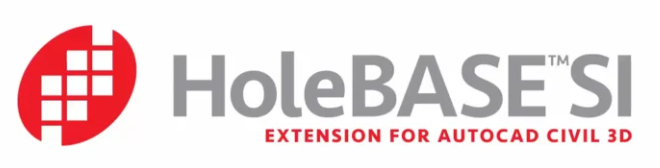 HoleBASE™SI
EXTENSION FOR AUTOCAD CIVIL 3D